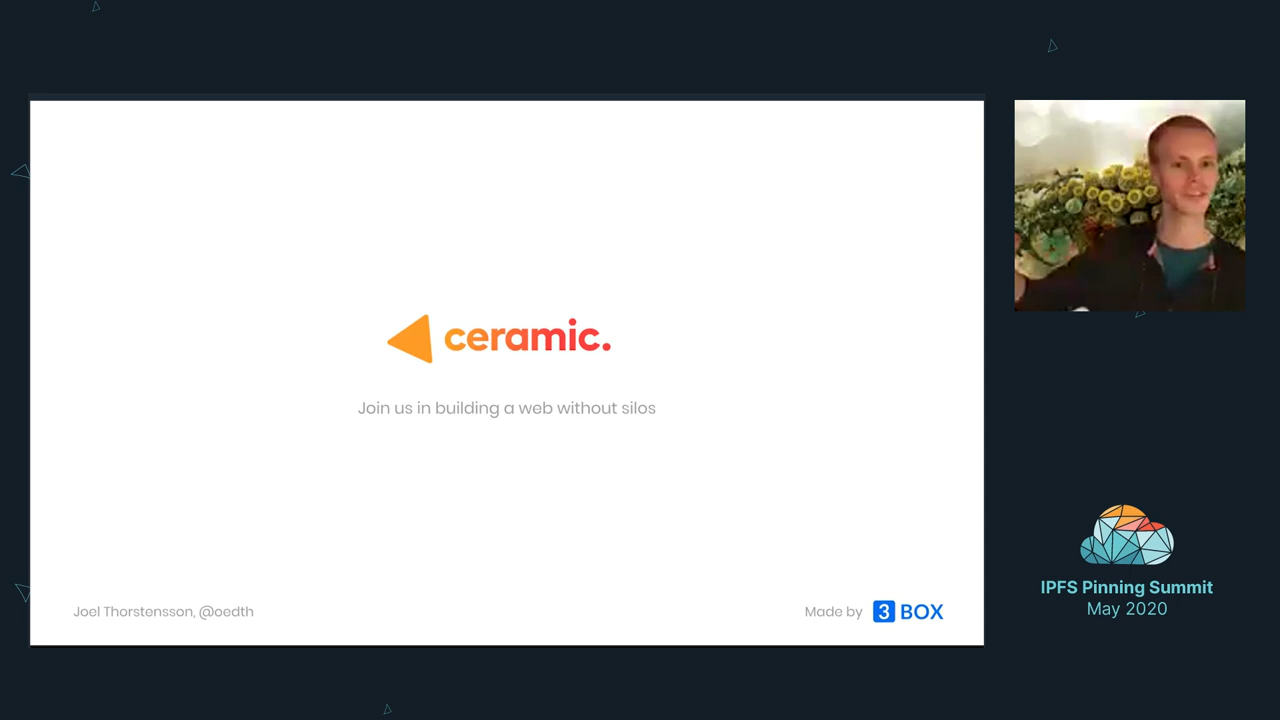 ceramic.
Join us in building a web without silos
Joel Thorstensson, @oedth
Made by 3 BOX
IPFS Pinning Summit
May 2020